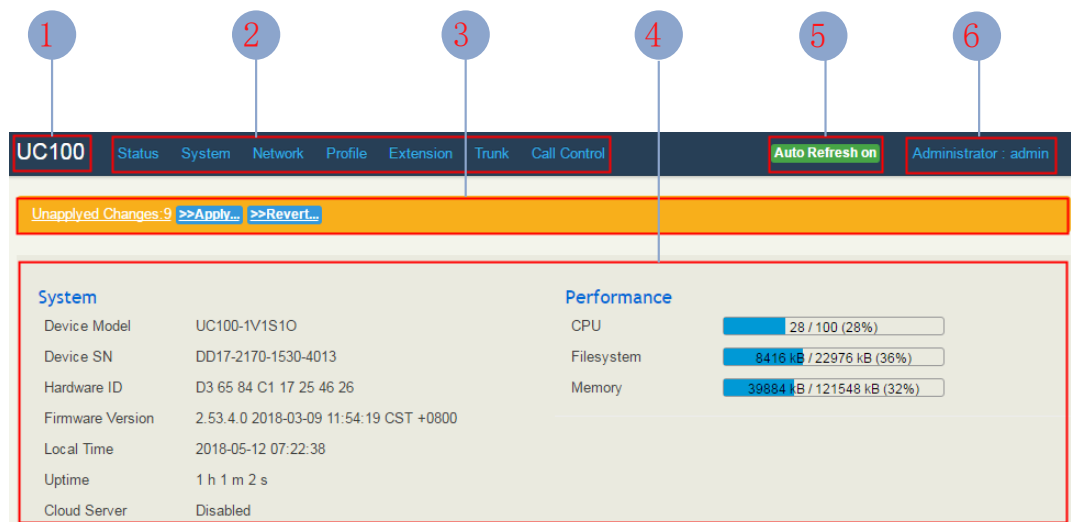 1 2 3 4 5 6
UC100 Status System Network Profile Extension Trunk Call Control Auto Refresh on Administrator : admin
Unapplyed Changes:9 >>Apply... >>Revert...
System Performance
Device Model UC100-1V1S1O CPU 28 / 100 (28%)
Device SN DD17-2170-1530-4013 Filesystem 8416 kB / 22976 kB (36%)
Hardware ID D3 65 84 C1 17 25 46 26 Memory 39884 kB / 121548 kB (32%)
Firmware Version 2.53.4.0 2018-03-09 11:54:19 CST +0800
Local Time 2018-05-12 07:22:38
Uptime 1 h 1 m 2 s
Cloud Server Disabled